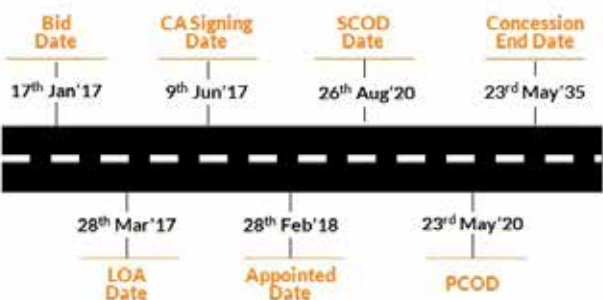 Bid
Date
CA Signing
Date
SCOD
Date
Concession
End Date
17th Jan'17
9th Jun'17
26th Aug'20
23rd May'35
28th Mar'17
28th Feb'18
23rd May'20
LOA
Date
Appointed
Date
PCOD